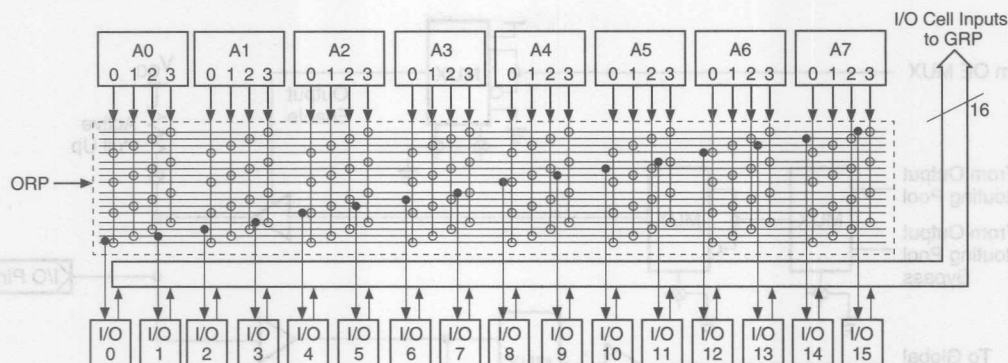 I/O Cell Inputs
to GRP
A0 A1 A2 A3 A4 A5 A6 A7
0 1 2 3 0 1 2 3 0 1 2 3 0 1 2 3 0 1 2 3 0 1 2 3 0 1 2 3 0 1 2 3
16
ORP
I/O I/O I/O I/O I/O I/O I/O I/O I/O I/O I/O I/O I/O I/O I/O I/O
0 1 2 3 4 5 6 7 8 9 10 11 12 13 14 15